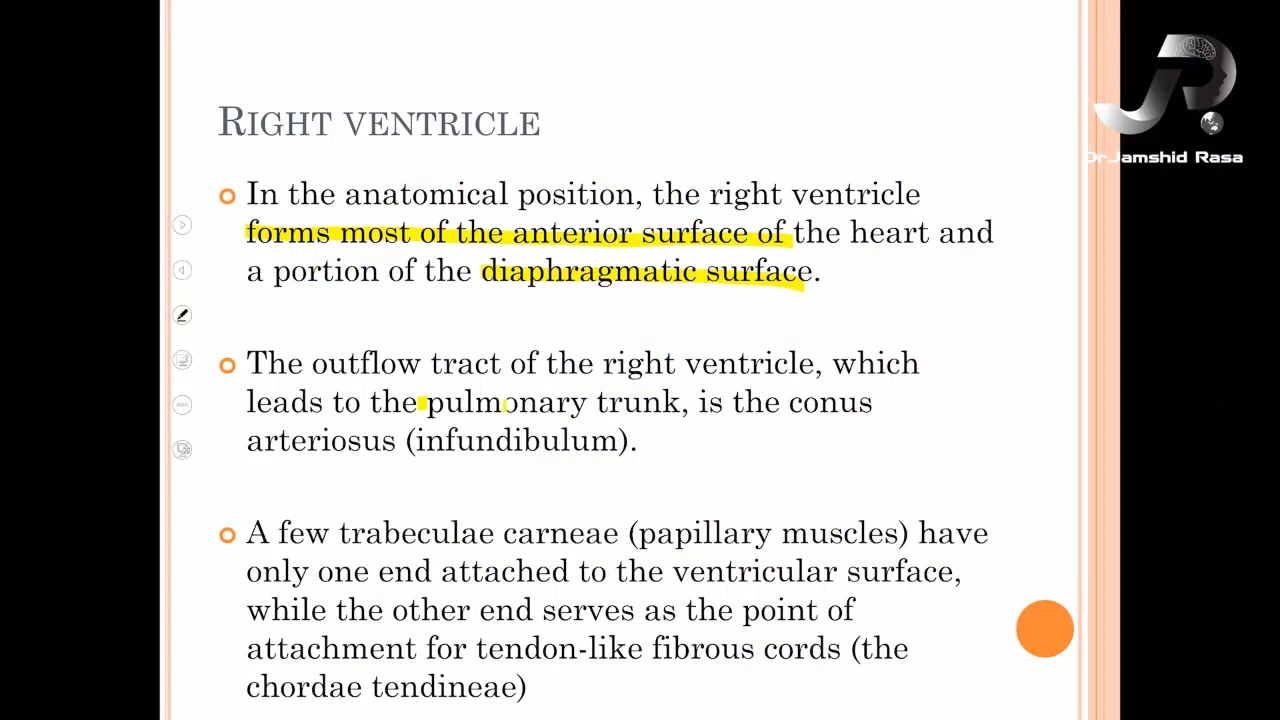 Dr Jamshid Rasa
RIGHT VENTRICLE
In the anatomical position, the right ventricle
forms most of the anterior surface of the heart and
a portion of the diaphragmatic surface.
The outflow tract of the right ventricle, which
leads to the pulmonary trunk, is the conus
arteriosus (infundibulum).
A few trabeculae carneae (papillary muscles) have
only one end attached to the ventricular surface,
while the other end serves as the point of
attachment for tendon-like fibrous cords (the
chordae tendineae)